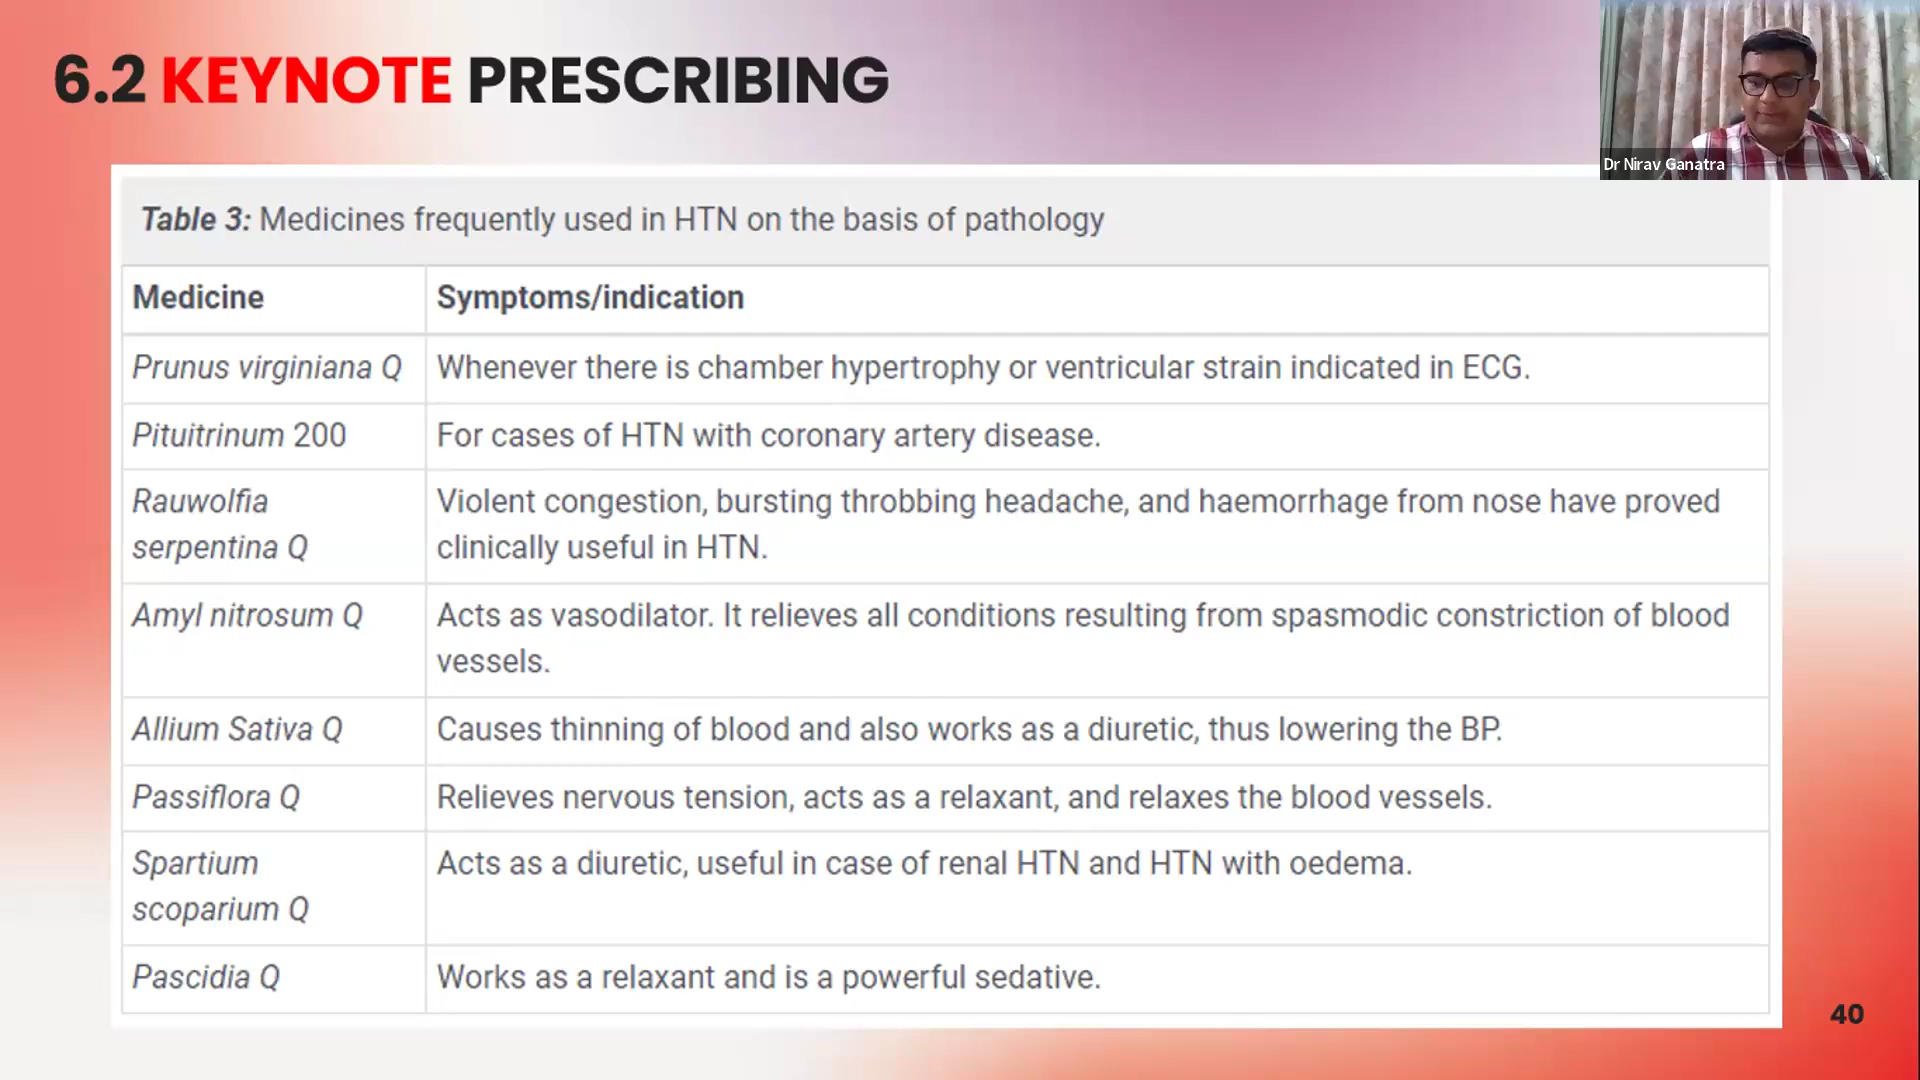 6.2 KEYNOTE PRESCRIBING
Dr Nirav Ganatra
Table 3: Medicines frequently used in HTN on the basis of pathology
Medicine Symptoms/indication
Prunus virginiana Q Whenever there is chamber hypertrophy or ventricular strain indicated in ECG.
Pituitrinum 200 For cases of HTN with coronary artery disease.
Rauwolfia Violent congestion, bursting throbbing headache, and haemorrhage from nose have proved
serpentina Q clinically useful in HTN.
Amyl nitrosum Q Acts as vasodilator. It relieves all conditions resulting from spasmodic constriction of blood
vessels.
Allium Sativa Q Causes thinning of blood and also works as a diuretic, thus lowering the BP.
Passiflora Q Relieves nervous tension, acts as a relaxant, and relaxes the blood vessels.
Spartium Acts as a diuretic, useful in case of renal HTN and HTN with oedema.
scoparium Q
Pascidia Q Works as a relaxant and is a powerful sedative.
40